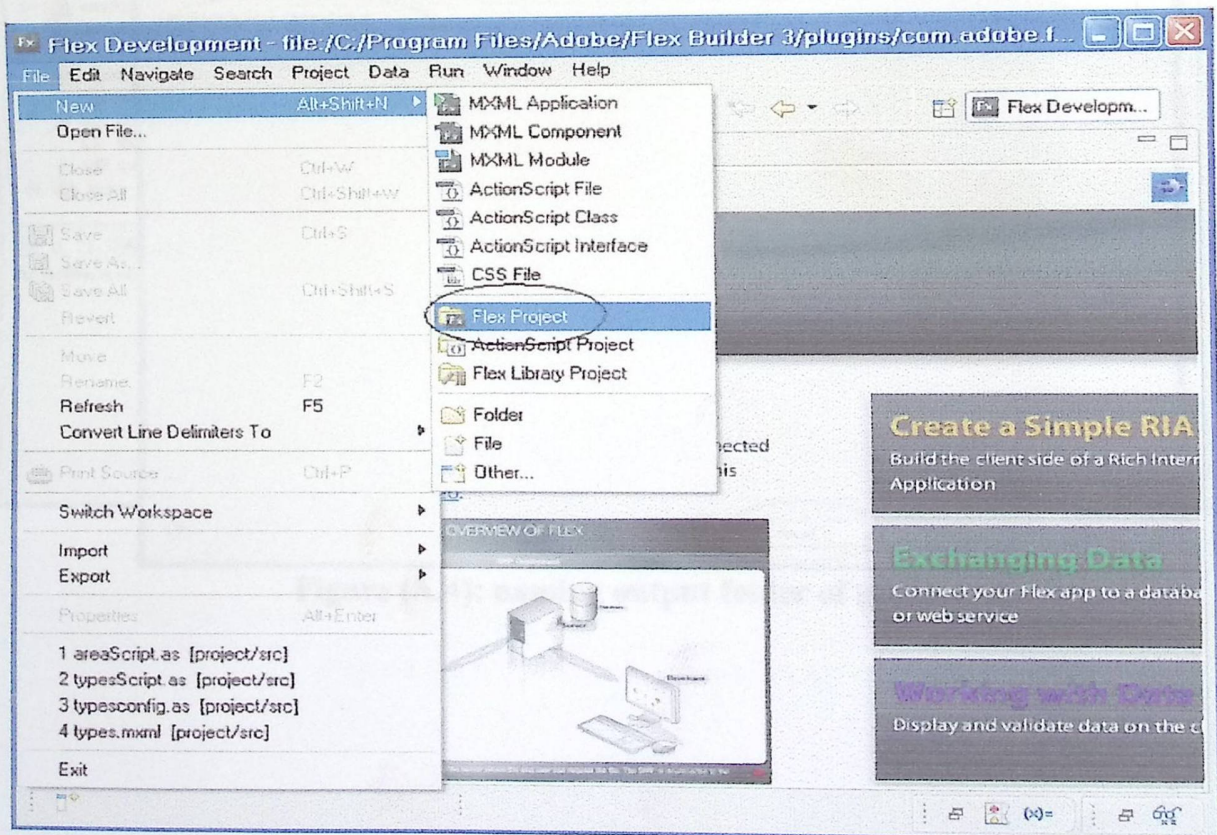 Flex Development - file:/C:/Program Files/Adobe/Flex Builder 3/plugins/com.adobe.f...
File Edit Navigate Search Project Data Run Window Help
New Alt+Shift+N
Open File...
Close Ctrl+W
Close All Ctrl+Shift+W
Save Ctrl+S
Save As...
Save All Ctrl+Shift+S
Revert
Move
Rename. F2
Refresh F5
Convert Line Delimiters To
Print Source Ctrl+P
Switch Workspace
Import
Export
Properties Alt+Enter
1 areaScript.as [project/src]
2 typesScript.as [project/src]
3 typesconfig.as [project/src]
4 types.mxml [project/src]
Exit
MXML Application
MXML Component
MXML Module
ActionScript File
ActionScript Class
ActionScript Interface
CSS File
Flex Project
ActionScript Project
Flex Library Project
Folder
File
Other...
Flex Developm...
OVERVIEW OF FLEX
Create a Simple RIA
Build the client side of a Rich Intern
Application
Exchanging Data
Connect your Flex app to a databa
or web service
Working with Data
Display and validate data on the cl
(x)=